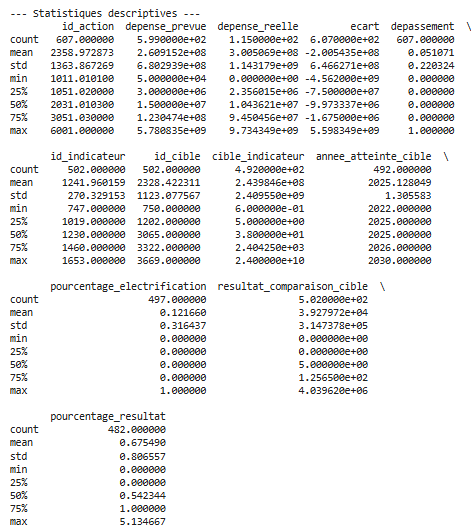 --- Statistiques descriptives ---
id_action depense_prevue depense_reelle ecart depassement \
count 607.000000 5.990000e+02 1.150000e+02 6.070000e+02 607.000000
mean 2358.972873 2.609152e+08 3.005069e+08 -2.005435e+08 0.051071
std 1363.867269 6.802939e+08 1.143179e+09 6.466271e+08 0.220324
min 1011.010100 5.000000e+04 0.000000e+00 -4.562000e+09 0.000000
25% 1051.020000 3.000000e+06 2.356015e+06 -7.500000e+07 0.000000
50% 2031.010300 1.500000e+07 1.043621e+07 -9.973337e+06 0.000000
75% 3051.030000 1.230474e+08 9.450456e+07 -1.675000e+06 0.000000
max 6001.000000 5.780835e+09 9.734349e+09 5.598349e+09 1.000000
id_indicateur id_cible cible_indicateur annee_atteinte_cible \
count 502.000000 502.000000 4.920000e+02 492.000000
mean 1241.960159 2328.422311 2.439846e+08 2025.128049
std 270.329153 1123.077567 2.409550e+09 1.305583
min 747.000000 750.000000 6.000000e-01 2022.000000
25% 1019.000000 1202.000000 5.000000e+00 2025.000000
50% 1230.000000 3065.000000 3.800000e+01 2025.000000
75% 1460.000000 3322.000000 2.404250e+03 2026.000000
max 1653.000000 3669.000000 2.400000e+10 2030.000000
pourcentage_electrification resultat_comparaison_cible \
count 497.000000 5.020000e+02
mean 0.121660 3.927972e+04
std 0.316437 3.147378e+05
min 0.000000 0.000000e+00
25% 0.000000 0.000000e+00
50% 0.000000 5.000000e+00
75% 0.000000 1.256500e+02
max 1.000000 4.039620e+06
pourcentage_resultat
count 482.000000
mean 0.675490
std 0.806557
min 0.000000
25% 0.000000
50% 0.542344
75% 1.000000
max 5.134667